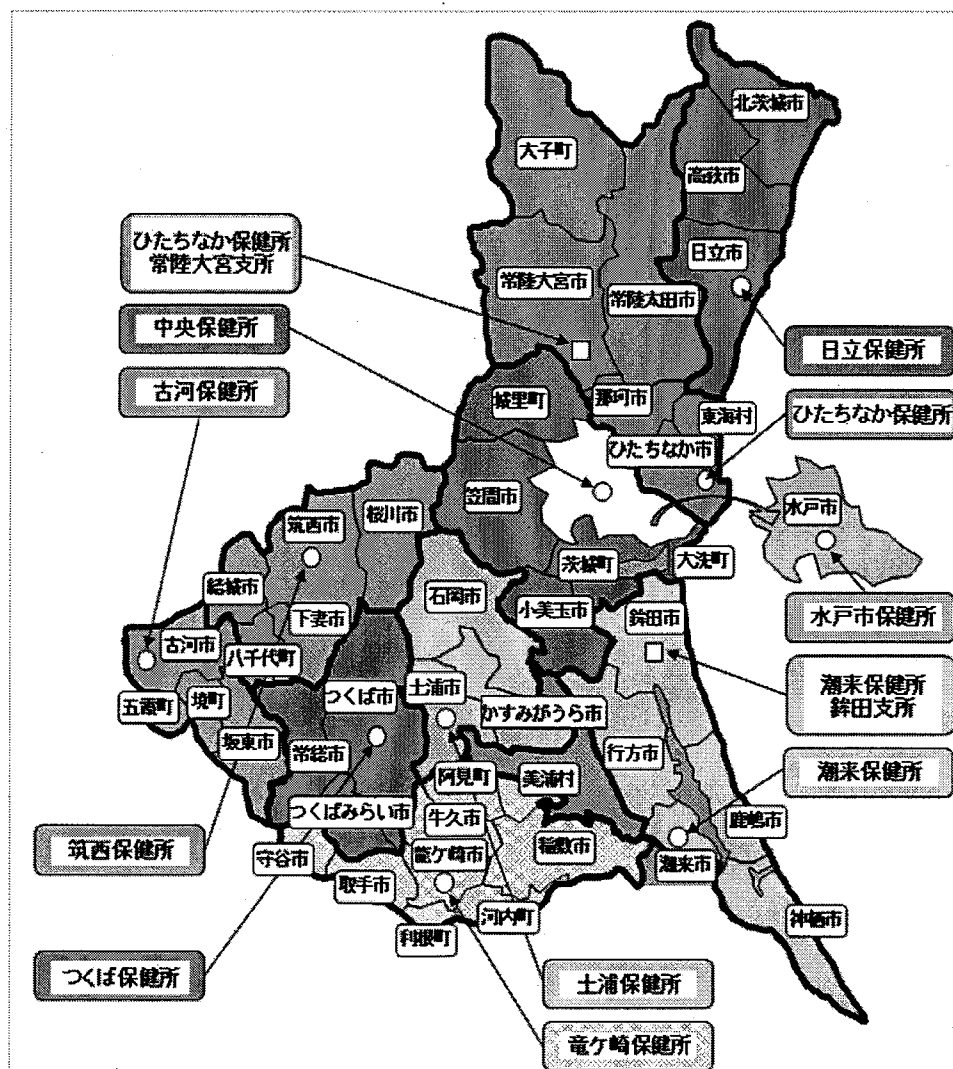 北茨城市
大子町
高萩市
ひたちなか保健所
常陸大宮支所
日立市
常陸大宮市
常陸太田市
中央保健所
日立保健所
古河保健所
城里町
那珂市
東海村
ひたちなか保健所
ひたちなか市
笠間市
水戸市
桜川市
筑西市
茨城町
大洗町
結城市
石岡市
小美玉市
鉾田市
水戸市保健所
下妻市
古河市
八千代町
潮来保健所
鉾田支所
土浦市
つくば市
かすみがうら市
五霞町
境町
坂東市
常総市
行方市
潮来保健所
阿見町
美浦村
つくばみらい市
牛久市
鹿嶋市
筑西保健所
守谷市
龍ケ崎市
稲敷市
潮来市
取手市
河内町
神栖市
利根町
つくば保健所
土浦保健所
竜ケ崎保健所